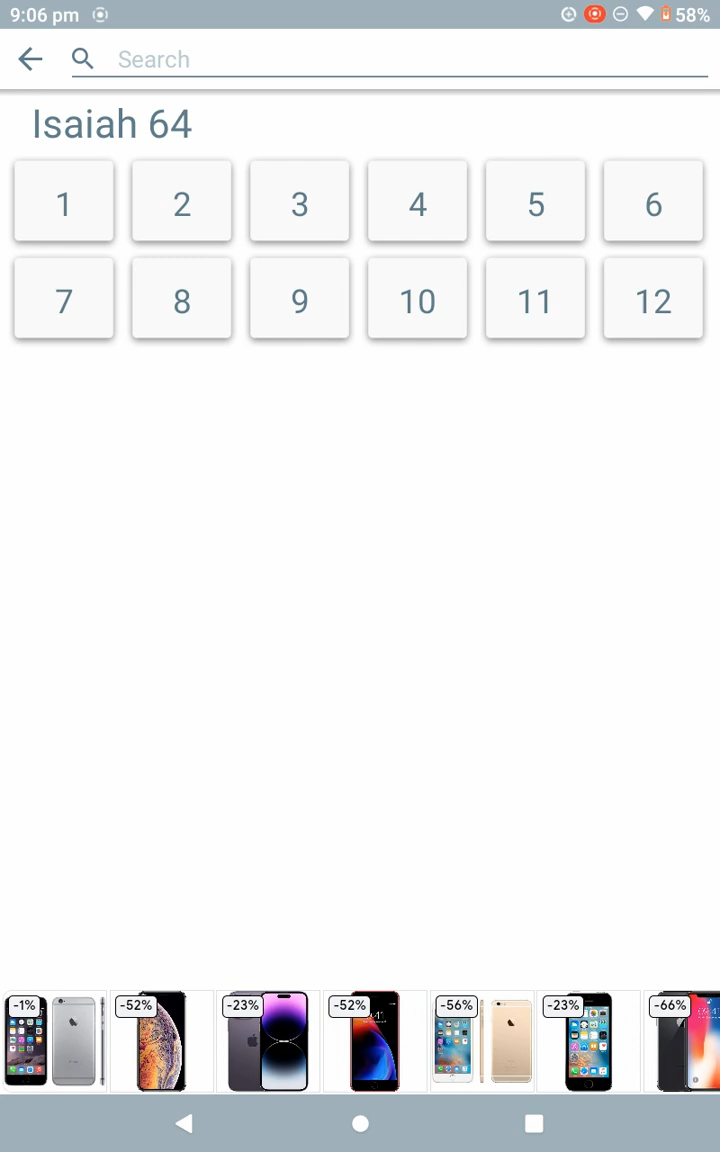 9:06 pm 58%
Search
Isaiah 64
1 2 3 4 5 6
7 8 9 10 11 12
-1% -52% -23% -52% -56% -23% -66%